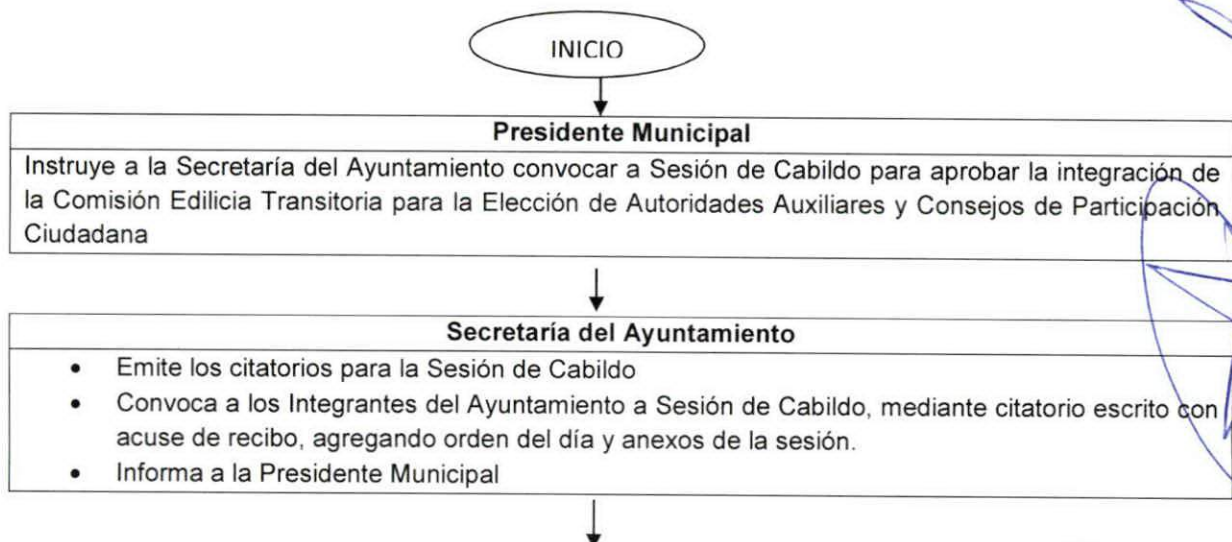 INICIO
Presidente Municipal
Instruye a la Secretaría del Ayuntamiento convocar a Sesión de Cabildo para aprobar la integración de
la Comisión Edilicia Transitoria para la Elección de Autoridades Auxiliares y Consejos de Participación
Ciudadana
Secretaría del Ayuntamiento
• Emite los citatorios para la Sesión de Cabildo
• Convoca a los Integrantes del Ayuntamiento a Sesión de Cabildo, mediante citatorio escrito con
acuse de recibo, agregando orden del día y anexos de la sesión.
• Informa a la Presidente Municipal